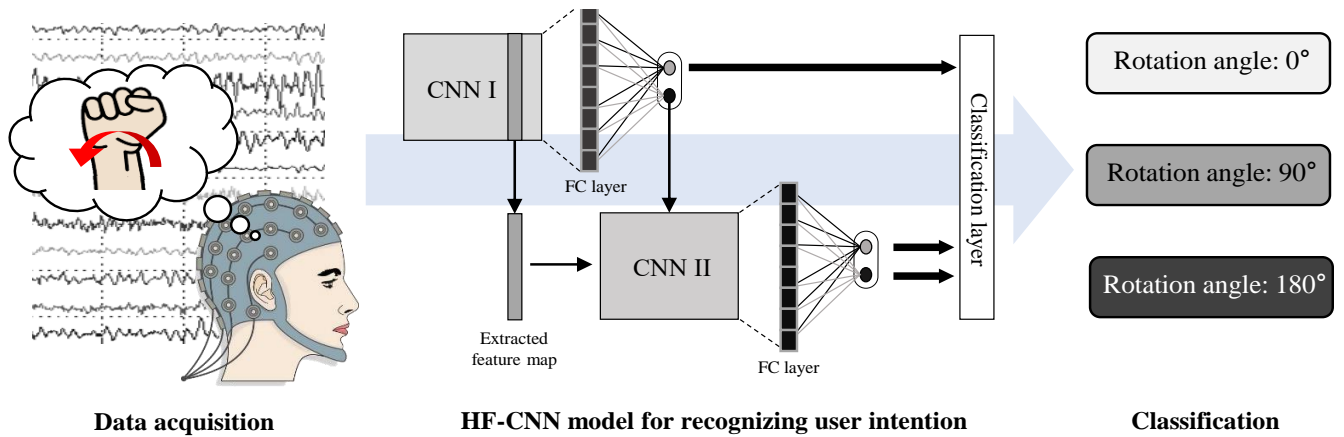 CNN I
FC layer
Extracted
feature map
CNN II
FC layer
Classification layer
Rotation angle: 0°
Rotation angle: 90°
Rotation angle: 180°
Data acquisition
HF-CNN model for recognizing user intention
Classification